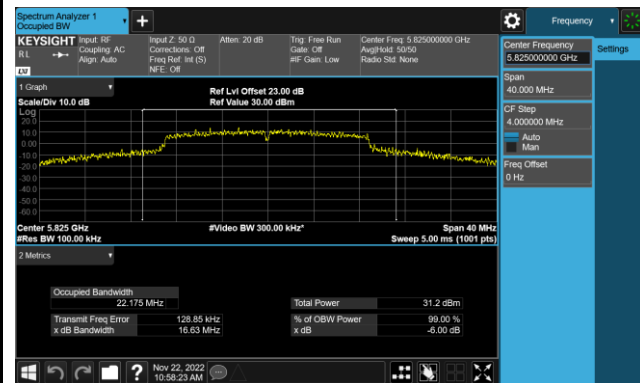 Spectrum Analyzer 1
Occupied BW
Frequency
KEYSIGHT
Input: RF
Coupling: AC
Align: Auto
Input Z: 50 Ω
Corrections: Off
Freq Ref: Int (S)
NFE: Off
Atten: 20 dB
Trig: Free Run
Gate: Off
#IF Gain: Low
Center Freq: 5.825000000 GHz
Avg|Hold: 50/50
Radio Std: None
RL
LXI
Center Frequency
5.825000000 GHz
Settings
Span
40.000 MHz
CF Step
4.000000 MHz
Auto
Man
Freq Offset
0 Hz
1 Graph
Scale/Div 10.0 dB
Ref Lvl Offset 23.00 dB
Ref Value 30.00 dBm
Log
20.0
10.0
0.00
-10.0
-20.0
-30.0
-40.0
-50.0
-60.0
Center 5.825 GHz
#Res BW 100.00 kHz
#Video BW 300.00 kHz*
Span 40 MHz
Sweep 5.00 ms (1001 pts)
2 Metrics
Occupied Bandwidth
22.175 MHz
Total Power 31.2 dBm
Transmit Freq Error 128.85 kHz
% of OBW Power 99.00 %
x dB Bandwidth 16.63 MHz
x dB -6.00 dB
?
Nov 22, 2022
10:58:23 AM